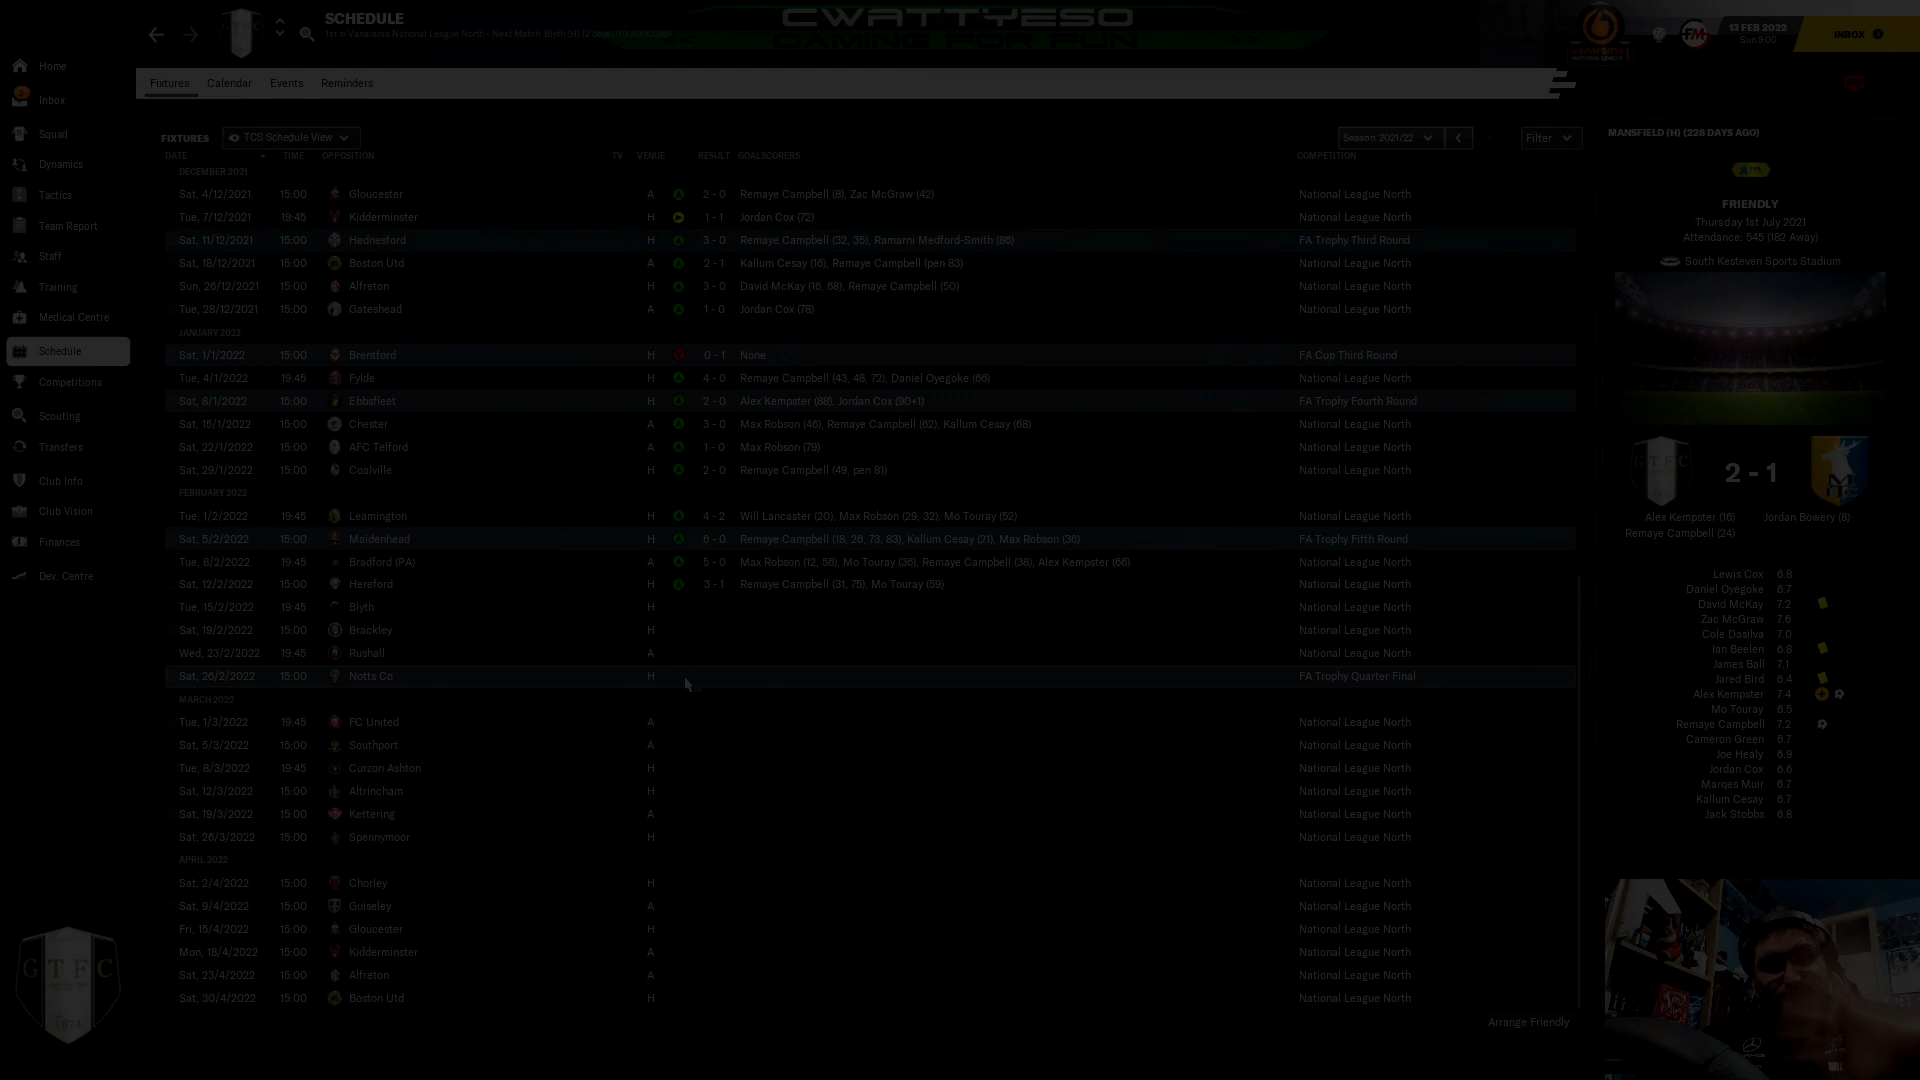 SCHEDULE
CWATTYESO
GAMING FOR FUN
1st in Vanarama National League North - Next Match: Blyth (H) (2 days)
13 FEB 2022
Sun 9:00
INBOX
FM
Home
Inbox
Squad
Dynamics
Tactics
Team Report
Staff
Training
Medical Centre
Schedule
Competitions
Scouting
Transfers
Club Info
Club Vision
Finances
Dev. Centre
Fixtures Calendar Events Reminders
FIXTURES TCS Schedule View Season 2021/22 Filter
DATE TIME OPPOSITION TV VENUE RESULT GOALSCORERS COMPETITION
DECEMBER 2021
Sat, 4/12/2021 15:00 Gloucester A 2 - 0 Remaye Campbell (8), Zac McGraw (42) National League North
Tue, 7/12/2021 19:45 Kidderminster H 1 - 1 Jordan Cox (72) National League North
Sat, 11/12/2021 15:00 Hednesford H 3 - 0 Remaye Campbell (32, 35), Ramarni Medford-Smith (86) FA Trophy Third Round
Sat, 18/12/2021 15:00 Boston Utd A 2 - 1 Kallum Cesay (16), Remaye Campbell (pen 83) National League North
Sun, 26/12/2021 15:00 Alfreton H 3 - 0 David McKay (16, 68), Remaye Campbell (50) National League North
Tue, 28/12/2021 15:00 Gateshead A 1 - 0 Jordan Cox (78) National League North
JANUARY 2022
Sat, 1/1/2022 15:00 Brentford H 0 - 1 None FA Cup Third Round
Tue, 4/1/2022 19:45 Fylde H 4 - 0 Remaye Campbell (43, 48, 72), Daniel Oyegoke (66) National League North
Sat, 8/1/2022 15:00 Ebbsfleet H 2 - 0 Alex Kempster (88), Jordan Cox (90+1) FA Trophy Fourth Round
Sat, 15/1/2022 15:00 Chester A 3 - 0 Max Robson (46), Remaye Campbell (62), Kallum Cesay (68) National League North
Sat, 22/1/2022 15:00 AFC Telford A 1 - 0 Max Robson (79) National League North
Sat, 29/1/2022 15:00 Coalville H 2 - 0 Remaye Campbell (49, pen 81) National League North
FEBRUARY 2022
Tue, 1/2/2022 19:45 Leamington H 4 - 2 Will Lancaster (20), Max Robson (29, 32), Mo Touray (52) National League North
Sat, 5/2/2022 15:00 Maidenhead H 6 - 0 Remaye Campbell (18, 26, 73, 83), Kallum Cesay (21), Max Robson (36) FA Trophy Fifth Round
Tue, 8/2/2022 19:45 Bradford (PA) A 5 - 0 Max Robson (12, 56), Mo Touray (36), Remaye Campbell (38), Alex Kempster (66) National League North
Sat, 12/2/2022 15:00 Hereford H 3 - 1 Remaye Campbell (31, 75), Mo Touray (59) National League North
Tue, 15/2/2022 19:45 Blyth H National League North
Sat, 19/2/2022 15:00 Brackley H National League North
Wed, 23/2/2022 19:45 Rushall A National League North
Sat, 26/2/2022 15:00 Notts Co H FA Trophy Quarter Final
MARCH 2022
Tue, 1/3/2022 19:45 FC United A National League North
Sat, 5/3/2022 15:00 Southport A National League North
Tue, 8/3/2022 19:45 Curzon Ashton H National League North
Sat, 12/3/2022 15:00 Altrincham H National League North
Sat, 19/3/2022 15:00 Kettering A National League North
Sat, 26/3/2022 15:00 Spennymoor H National League North
APRIL 2022
Sat, 2/4/2022 15:00 Chorley H National League North
Sat, 9/4/2022 15:00 Guiseley A National League North
Fri, 15/4/2022 15:00 Gloucester H National League North
Mon, 18/4/2022 15:00 Kidderminster A National League North
Sat, 23/4/2022 15:00 Alfreton A National League North
Sat, 30/4/2022 15:00 Boston Utd H National League North
Arrange Friendly
MANSFIELD (H) (228 DAYS AGO)
FRIENDLY
Thursday 1st July 2021
Attendance: 545 (182 Away)
South Kesteven Sports Stadium
GTFC 2 - 1
Alex Kempster (16) Jordan Bowery (8)
Remaye Campbell (24)
Lewis Cox 6.8
Daniel Oyegoke 6.7
David McKay 7.2
Zac McGraw 7.6
Cole Dasilva 7.0
Ian Beelen 6.8
James Ball 7.1
Jared Bird 6.4
Alex Kempster 7.4
Mo Touray 6.5
Remaye Campbell 7.2
Cameron Green 6.7
Joe Healy 6.9
Jordan Cox 6.6
Marqes Muir 6.7
Kallum Cesay 6.7
Jack Stobbs 6.8
GTFC
1874